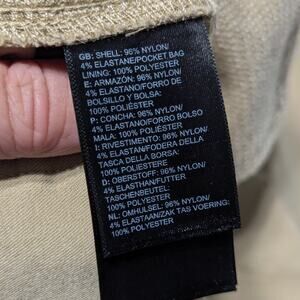 GB: SHELL: 96% NYLON/
4% ELASTANE/POCKET BAG
LINING: 100% POLYESTER
E: ARMAZÓN: 96% NYLON/
4% ELASTANO/FORRO DE
BOLSILLO Y BOLSA:
100% POLIÉSTER
P: CONCHA: 96% NYLON/
4% ELASTANO/FORRO BOLSO
MALA: 100% POLIÉSTER
I: RIVESTIMENTO: 96% NYLON/
4% ELASTAN/FODERA DELLA
TASCA DELLA BORSA:
100% POLIESTERE
D: OBERSTOFF: 96% NYLON/
4% ELASTHAN/FUTTER
TASCHENBEUTEL:
100% POLYESTER
NL: OMHULSEL: 96% NYLON/
4% ELASTAAN/ZAK TAS VOERING:
100% POLYESTER